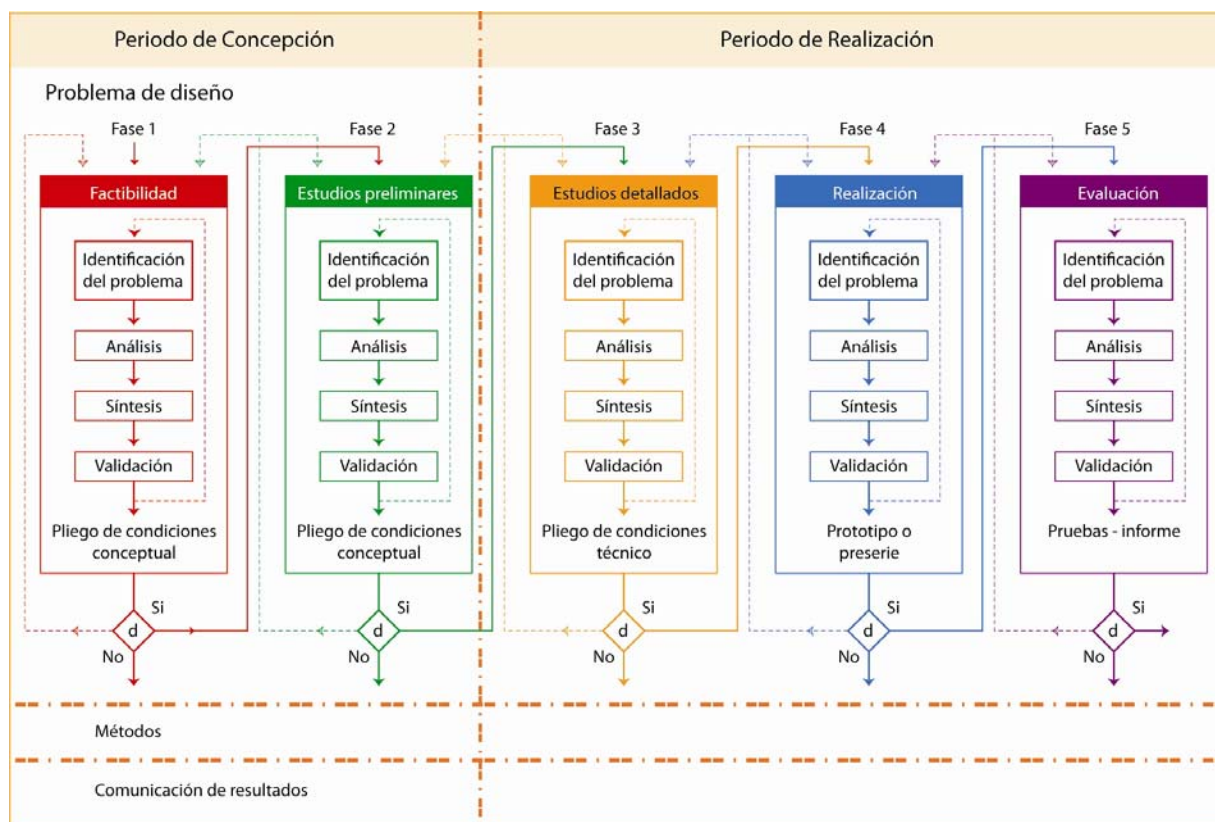 Periodo de Concepción
Periodo de Realización
Problema de diseño
Fase 1
Fase 2
Fase 3
Fase 4
Fase 5
Factibilidad
Identificación
del problema
Análisis
Síntesis
Validación
Pliego de condiciones
conceptual
Si
d
No
Estudios preliminares
Identificación
del problema
Análisis
Síntesis
Validación
Pliego de condiciones
conceptual
Si
d
No
Estudios detallados
Identificación
del problema
Análisis
Síntesis
Validación
Pliego de condiciones
técnico
Si
d
No
Realización
Identificación
del problema
Análisis
Síntesis
Validación
Prototipo o
preserie
Si
d
No
Evaluación
Identificación
del problema
Análisis
Síntesis
Validación
Pruebas - informe
Si
d
No
Métodos
Comunicación de resultados